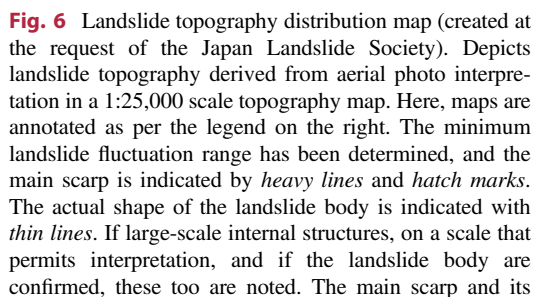 Fig. 6 Landslide topography distribution map (created at
the request of the Japan Landslide Society). Depicts
landslide topography derived from aerial photo interpre-
tation in a 1:25,000 scale topography map. Here, maps are
annotated as per the legend on the right. The minimum
landslide fluctuation range has been determined, and the
main scarp is indicated by heavy lines and hatch marks.
The actual shape of the landslide body is indicated with
thin lines. If large-scale internal structures, on a scale that
permits interpretation, and if the landslide body are
confirmed, these too are noted. The main scarp and its